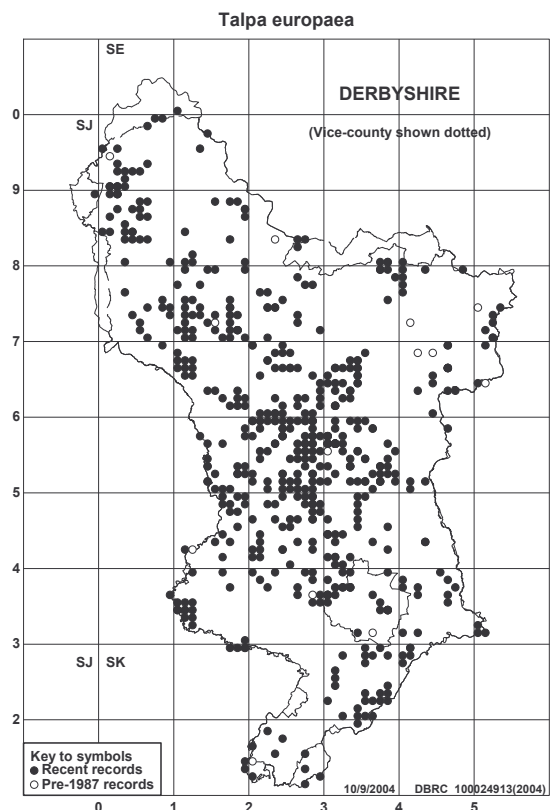 Talpa europaea
SE
DERBYSHIRE
(Vice-county shown dotted)
0
SJ
9
8
7
6
5
4
3
SJ SK
2
Key to symbols
Recent records
Pre-1987 records
10/9/2004 DBRC 100024913(2004)
0 1 2 3 4 5